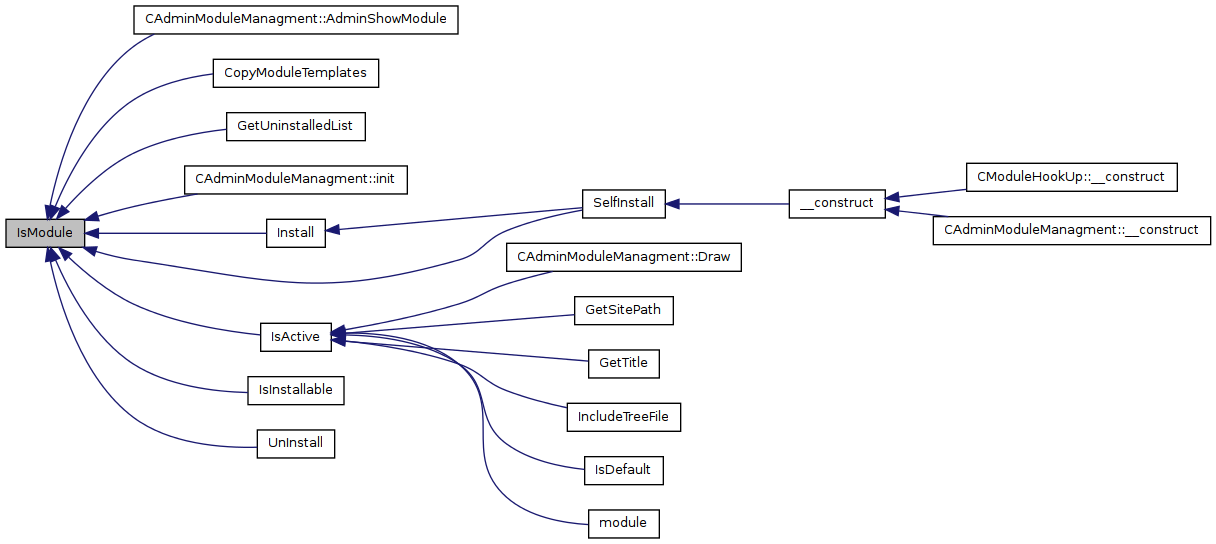 CAdminModuleManagment::AdminShowModule
CopyModuleTemplates
GetUninstalledList
CAdminModuleManagment::init
CModuleHookUp::__construct
SelfInstall
__construct
IsModule
Install
CAdminModuleManagment::__construct
CAdminModuleManagment::Draw
GetSitePath
IsActive
GetTitle
IsInstallable
IncludeTreeFile
UnInstall
IsDefault
module